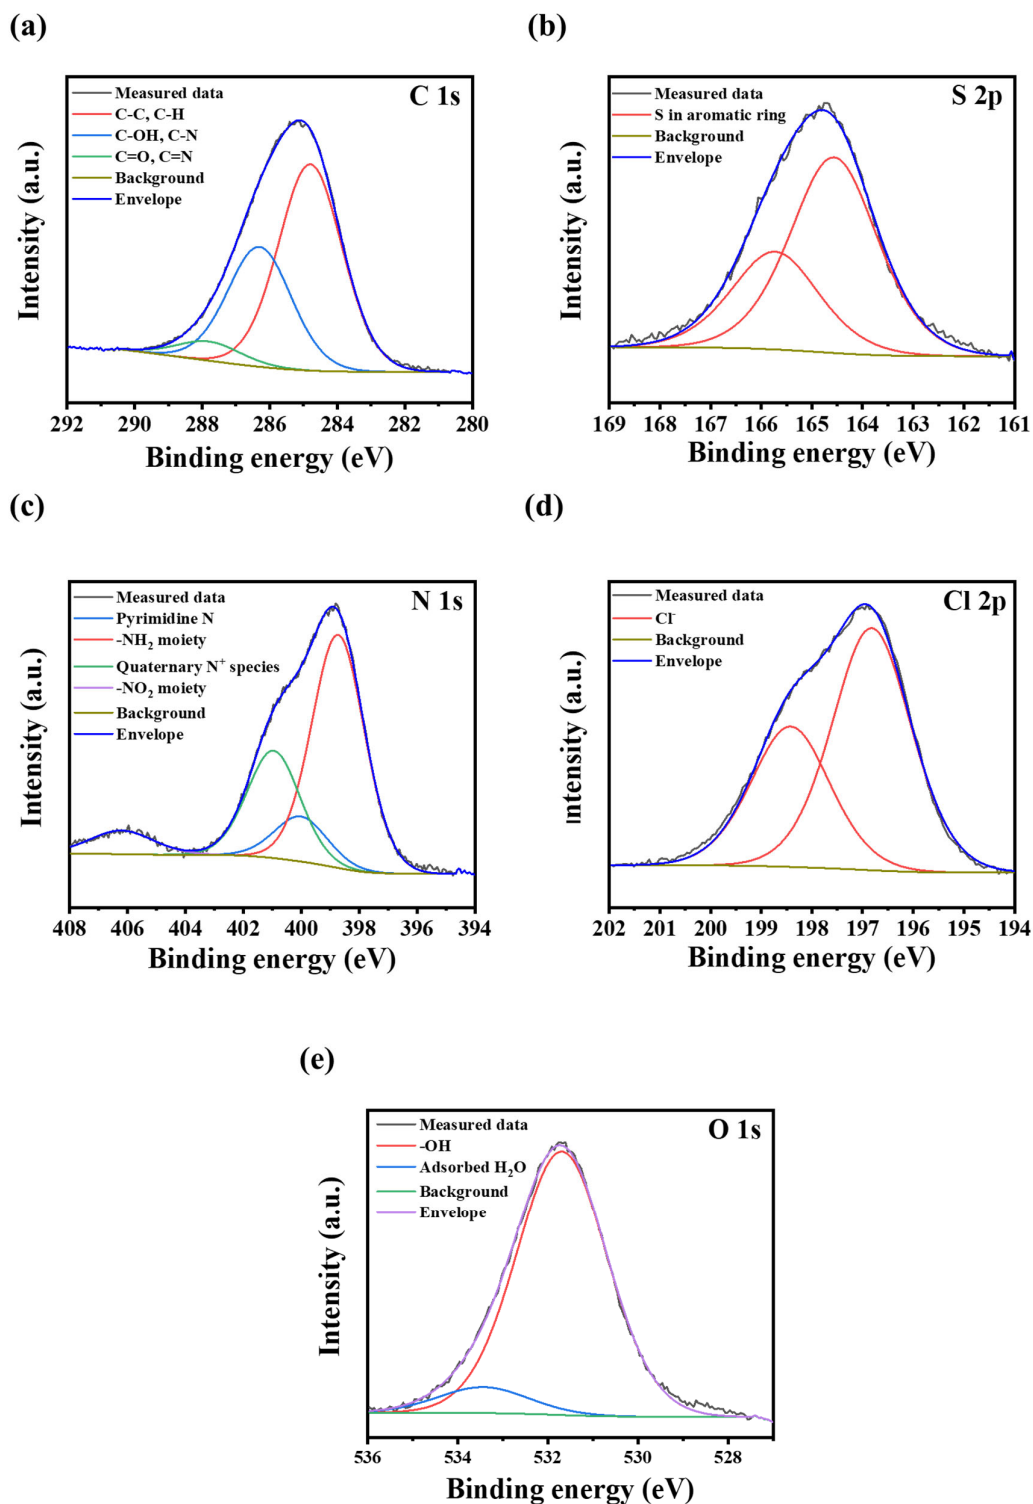 (a)
C 1s
Measured data
C-C, C-H
C-OH, C-N
C=O, C=N
Background
Envelope
Intensity (a.u.)
292 290 288 286 284 282 280
Binding energy (eV)
(b)
S 2p
Measured data
S in aromatic ring
Background
Envelope
Intensity (a.u.)
169 168 167 166 165 164 163 162 161
Binding energy (eV)
(c)
N 1s
Measured data
Pyrimidine N
-NH₂ moiety
Quaternary N⁺ species
-NO₂ moiety
Background
Envelope
Intensity (a.u.)
408 406 404 402 400 398 396 394
Binding energy (eV)
(d)
Cl 2p
Measured data
Cl⁻
Background
Envelope
Intensity (a.u.)
202 201 200 199 198 197 196 195 194
Binding energy (eV)
(e)
O 1s
Measured data
-OH
Adsorbed H₂O
Background
Envelope
Intensity (a.u.)
536 534 532 530 528
Binding energy (eV)